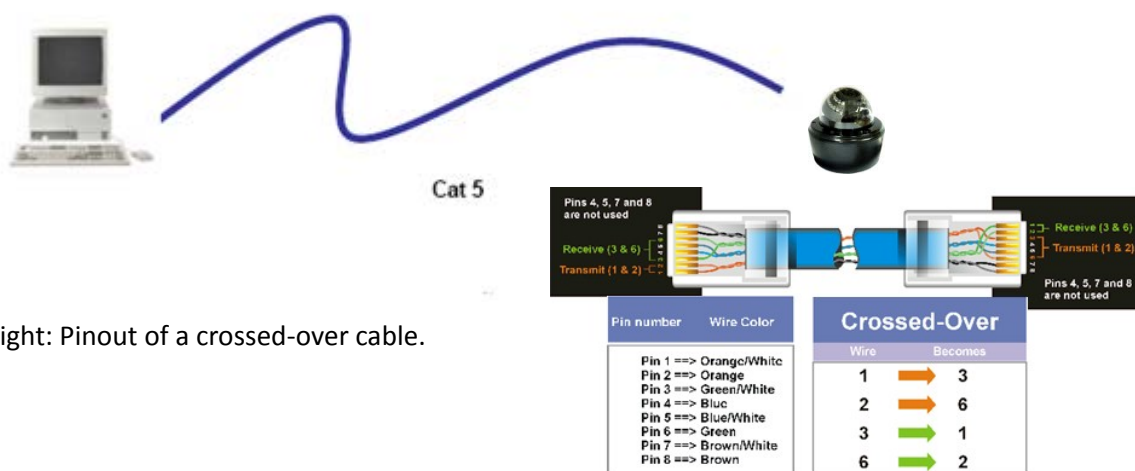 Cat 5
Pins 4, 5, 7 and 8
are not used
Receive (3 & 6)
Transmit (1 & 2)
Receive (3 & 6)
Transmit (1 & 2)
Pins 4, 5, 7 and 8
are not used
ight: Pinout of a crossed-over cable.
Pin number Wire Color
Pin 1 ==> Orange/White
Pin 2 ==> Orange
Pin 3 ==> Green/White
Pin 4 ==> Blue
Pin 5 ==> Blue/White
Pin 6 ==> Green
Pin 7 ==> Brown/White
Pin 8 ==> Brown
Crossed-Over
Wire Becomes
1 3
2 6
3 1
6 2